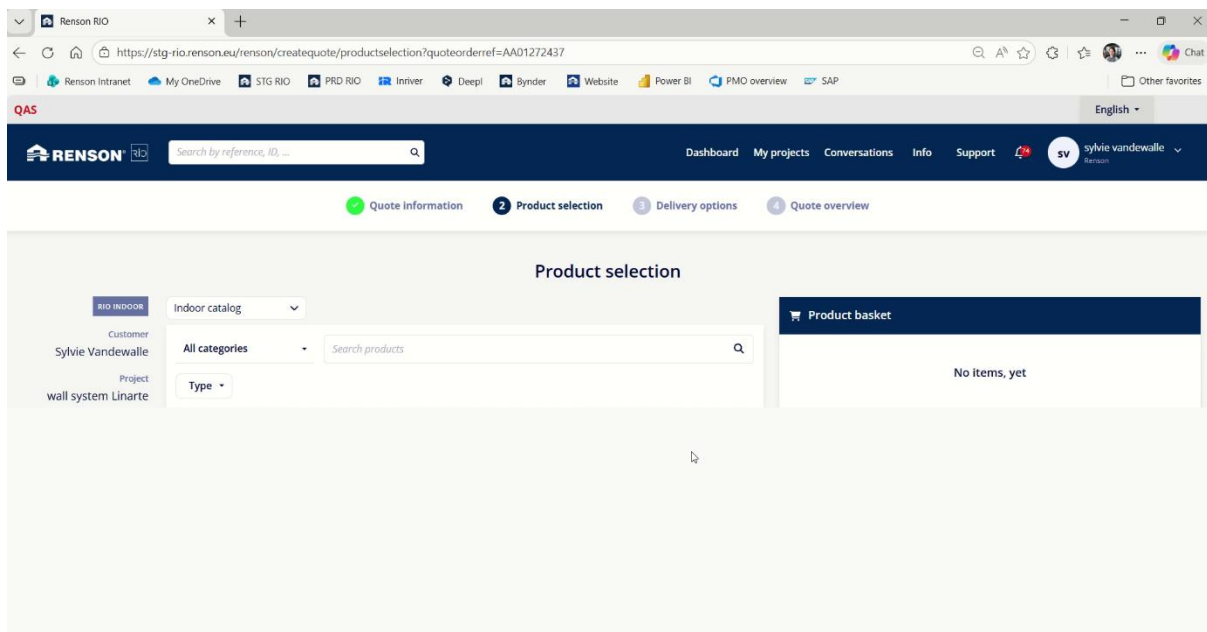 Renson RIO
https://stg-rio.renson.eu/renson/createquote/productselection?quoteorderref=AA01272437
Chat
Renson Intranet My OneDrive STG RIO PRD RIO Inriver Deepl Bynder Website Power BI PMO overview SAP Other favorites
QAS English
RENSON RIO Search by reference, ID, ... Dashboard My projects Conversations Info Support 74 SV sylvie vandewalle
Renson
Quote information 2 Product selection 3 Delivery options 4 Quote overview
Product selection
RIO INDOOR Indoor catalog Product basket
Customer
Sylvie Vandewalle All categories Search products
No items, yet
Project
wall system Linarte Type